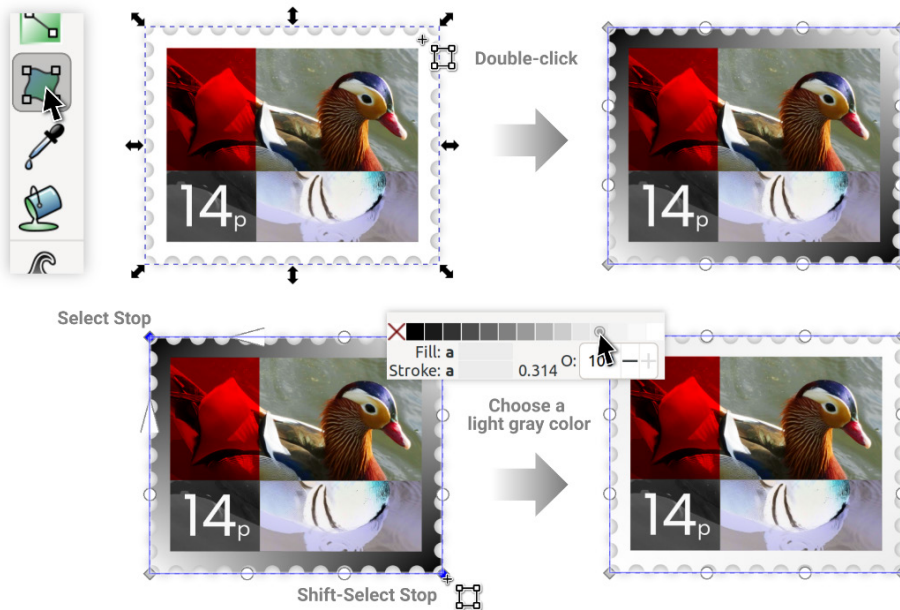 Double-click
14p
14p
Select Stop
Fill: a
Stroke: a
0.314
O:
Choose a
light gray color
14p
14p
Shift-Select Stop